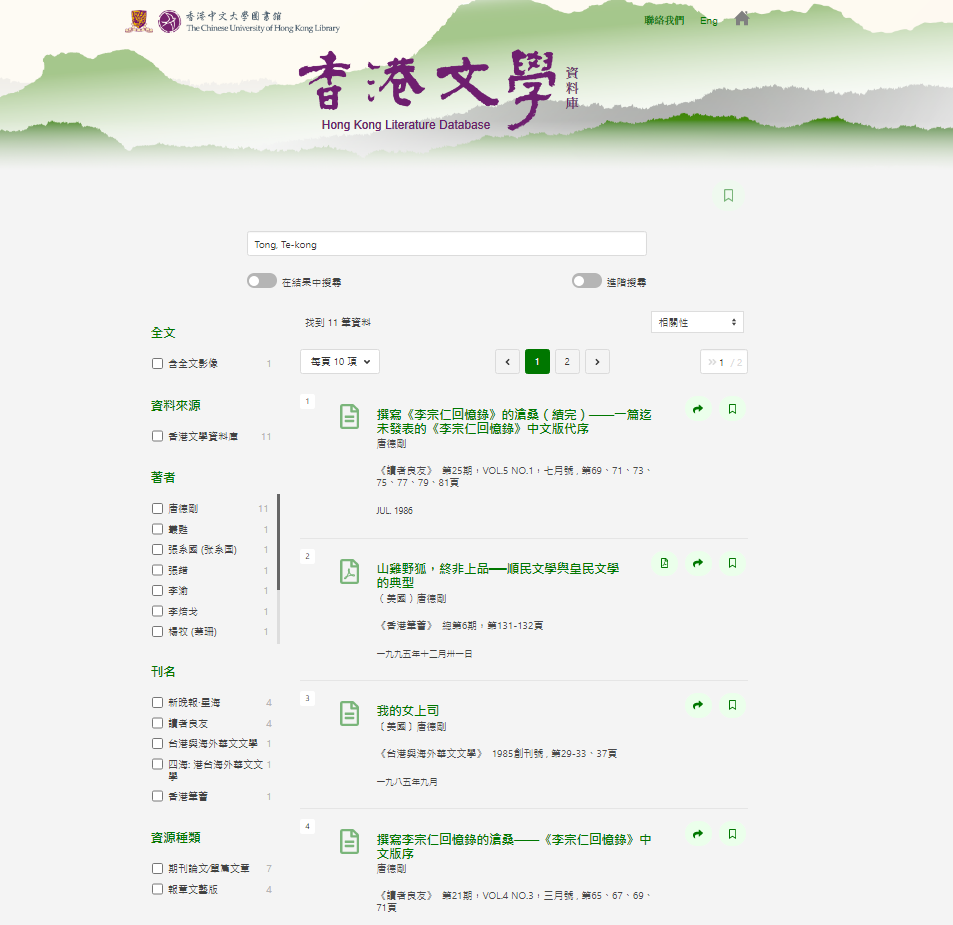 香港中文大學圖書館
The Chinese University of Hong Kong Library
聯絡我們
Eng
香港文學
資料庫
Hong Kong Literature Database
Tong, Te-kong
在結果中搜尋
進階搜尋
找到 11 筆資料
相關性
每頁 10 項
1
2
1 / 2
全文
含全文影像 1
資料來源
香港文學資料庫 11
著者
唐德剛 11
叢甦 1
張系國 (张系国) 1
張錯 1
李渝 1
李焙戈 1
楊牧 (葉珊) 1
刊名
新晚報·星海 4
讀者良友 4
台港與海外華文文學 1
四海: 港台海外華文文 1
學
香港筆薈 1
資源種類
期刊論文/單篇文章 7
報章文藝版 4
1
撰寫《李宗仁回憶錄》的滄桑（續完）——一篇迄
未發表的《李宗仁回憶錄》中文版代序
唐德剛
《讀者良友》 第25期，VOL.5 NO.1，七月號 , 第69、71、73、
75、77、79、81頁
JUL. 1986
2
山雞野狐，終非上品──順民文學與皇民文學
的典型
（ 美國 ）唐德剛
《香港筆薈》 總第6期，第131-132頁
一九九五年十二月卅一日
3
我的女上司
〔 美國 〕唐德剛
《台港與海外華文文學》 1985創刊號 , 第29-33、37頁
一九八五年九月
4
撰寫李宗仁回憶錄的滄桑——《李宗仁回憶錄》中
文版序
唐德剛
《讀者良友》 第21期，VOL.4 NO.3，三月號 , 第65、67、69、
71頁